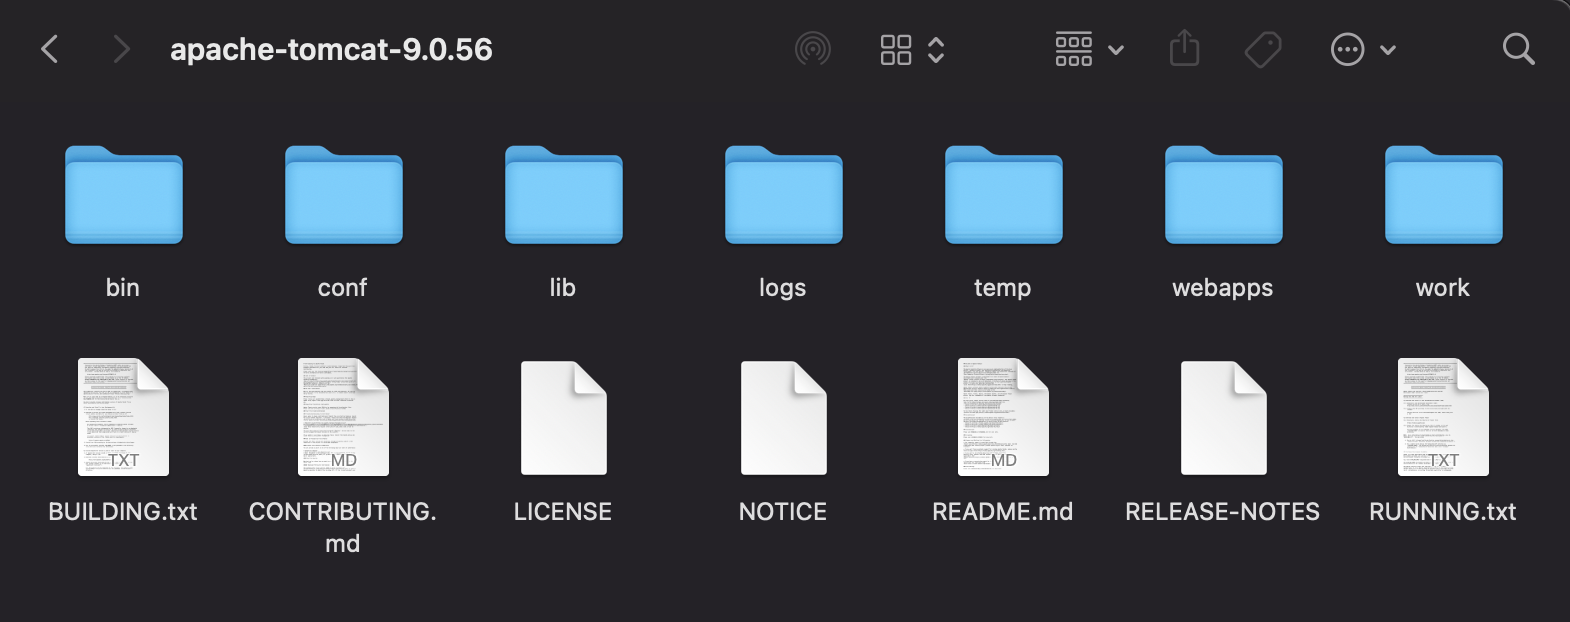 apache-tomcat-9.0.56
bin
conf
lib
logs
temp
webapps
work
TXT
MD
MD
TXT
BUILDING.txt
CONTRIBUTING.
md
LICENSE
NOTICE
README.md
RELEASE-NOTES
RUNNING.txt